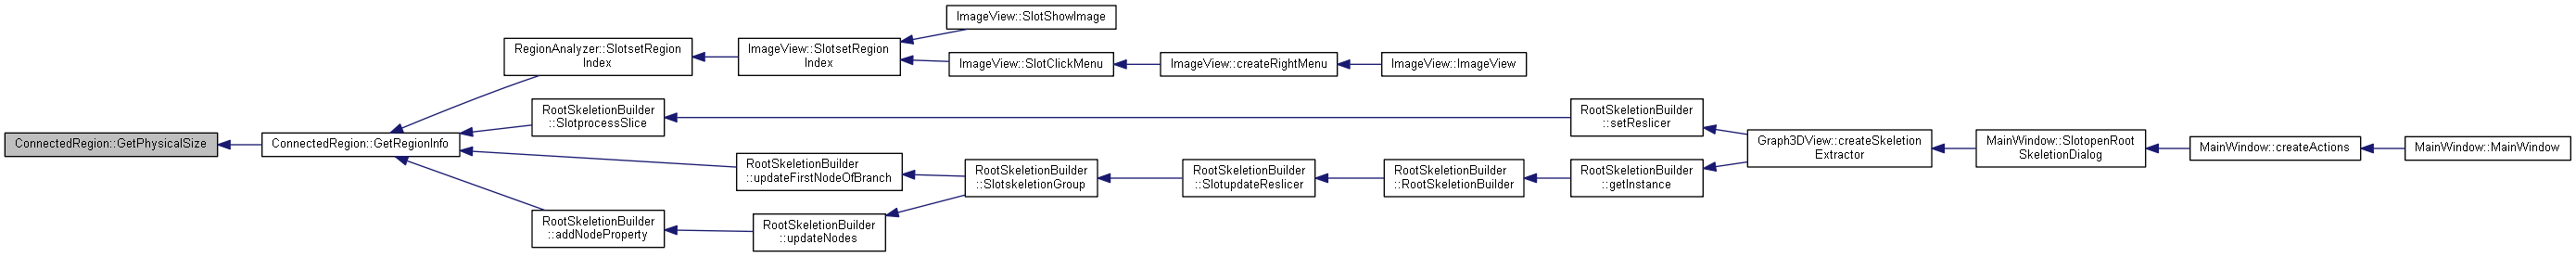 ImageView::SlotShowImage
RegionAnalyzer::SlotsetRegion
Index
ImageView::SlotsetRegion
Index
ImageView::SlotClickMenu
ImageView::createRightMenu
ImageView::ImageView
RootSkeletionBuilder
::SlotprocessSlice
RootSkeletionBuilder
::setReslicer
ConnectedRegion::GetPhysicalSize
ConnectedRegion::GetRegionInfo
Graph3DView::createSkeletion
Extractor
MainWindow::SlotopenRoot
SkeletionDialog
MainWindow::createActions
MainWindow::MainWindow
RootSkeletionBuilder
::updateFirstNodeOfBranch
RootSkeletionBuilder
::SlotskeletionGroup
RootSkeletionBuilder
::SlotupdateReslicer
RootSkeletionBuilder
::RootSkeletionBuilder
RootSkeletionBuilder
::getInstance
RootSkeletionBuilder
::addNodeProperty
RootSkeletionBuilder
::updateNodes